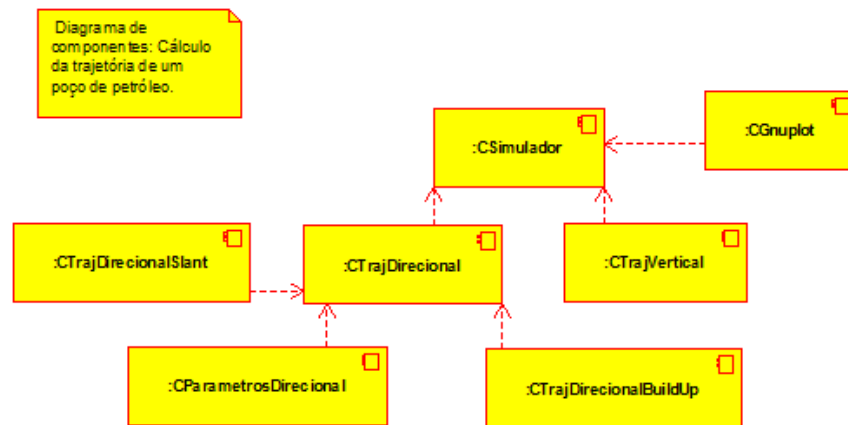 Diagrama de
componentes: Cálculo
da trajetória de um
poço de petróleo.
:CSimulador
:CGnuplot
:CTrajDirecionalSlant
:CTrajDirecional
:CTrajVertical
:CParametrosDirecional
:CTrajDirecionalBuildUp